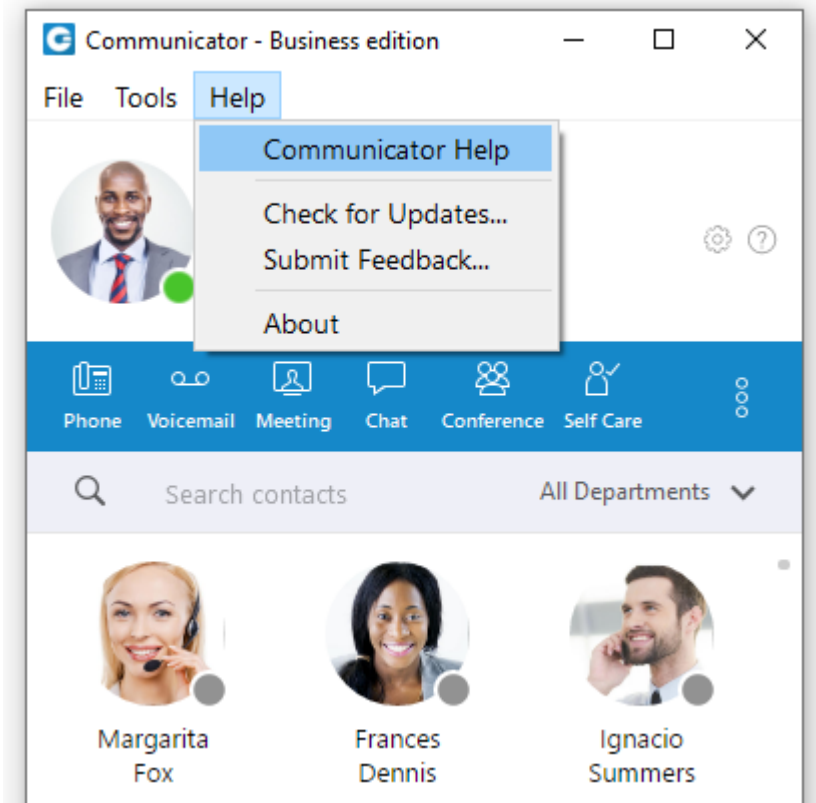 Communicator - Business edition
File Tools Help
Communicator Help
Check for Updates...
Submit Feedback...
About
Phone Voicemail Meeting Chat Conference Self Care
Search contacts All Departments
Margarita Frances Ignacio
Fox Dennis Summers